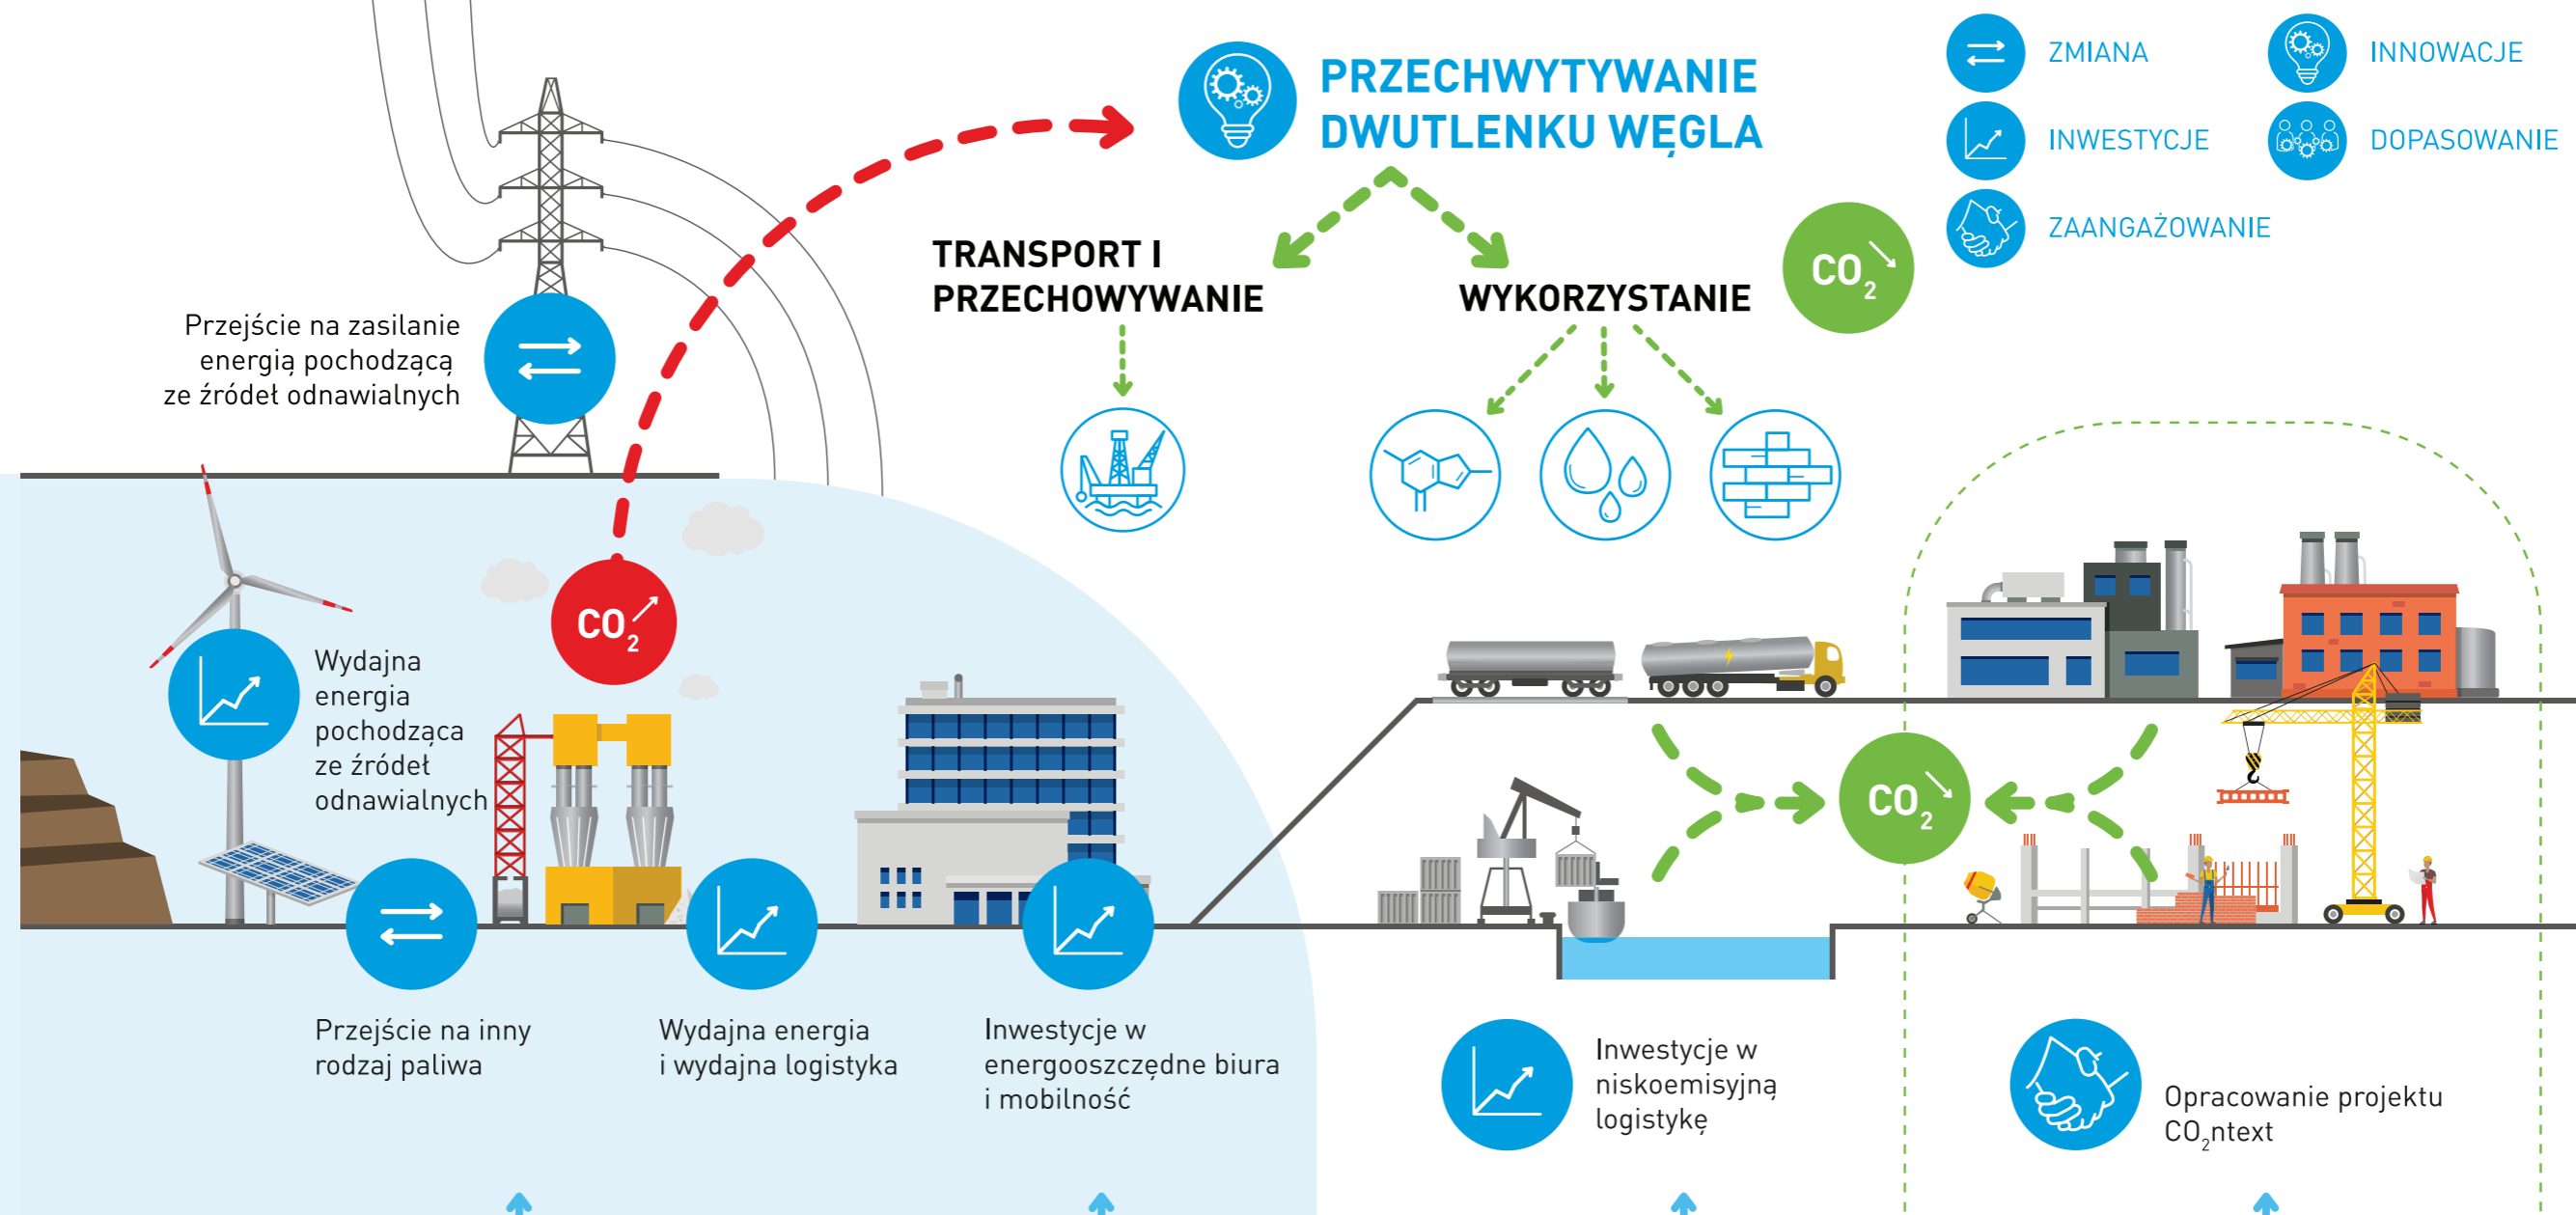 PRZECHWYTYWANIE
DWUTLENKU WĘGLA
ZMIANA
INNOWACJE
INWESTYCJE
DOPASOWANIE
ZAANGAŻOWANIE
TRANSPORT I
PRZECHOWYWANIE
WYKORZYSTANIE
CO₂
Przejście na zasilanie
energią pochodzącą
ze źródeł odnawialnych
CO₂
Wydajna
energia
pochodząca
ze źródeł
odnawialnych
CO₂
Przejście na inny
rodzaj paliwa
Wydajna energia
i wydajna logistyka
Inwestycje w
energooszczędne biura
i mobilność
Inwestycje w
niskoemisyjną
logistykę
Opracowanie projektu
CO₂ntext